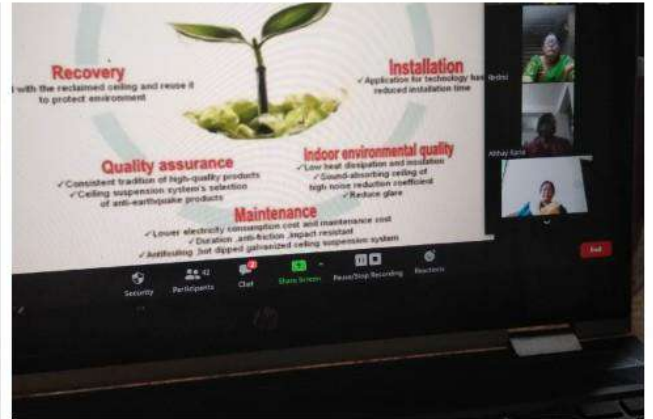 Recovery
with the reclaimed ceiling and reuse it
to protect environment
Installation
✓Application for technology has
reduced installation time
Quality assurance
✓Consistent tradition of high-quality products
✓Ceiling suspension system's selection
of anti-earthquake products
Indoor environmental quality
✓Low heat dissipation and insulation
✓Sound-absorbing ceiling of
high noise reduction coefficient
✓Reduce glare
Maintenance
✓Lower electricity consumption cost and maintenance cost
✓Duration ,anti-friction ,impact resistant
✓Antifouling ,hot dipped galvanized ceiling suspension system
Security
Participants 42
Chat 2
Share Screen
Pause/Stop Recording
Reactions
End
hp